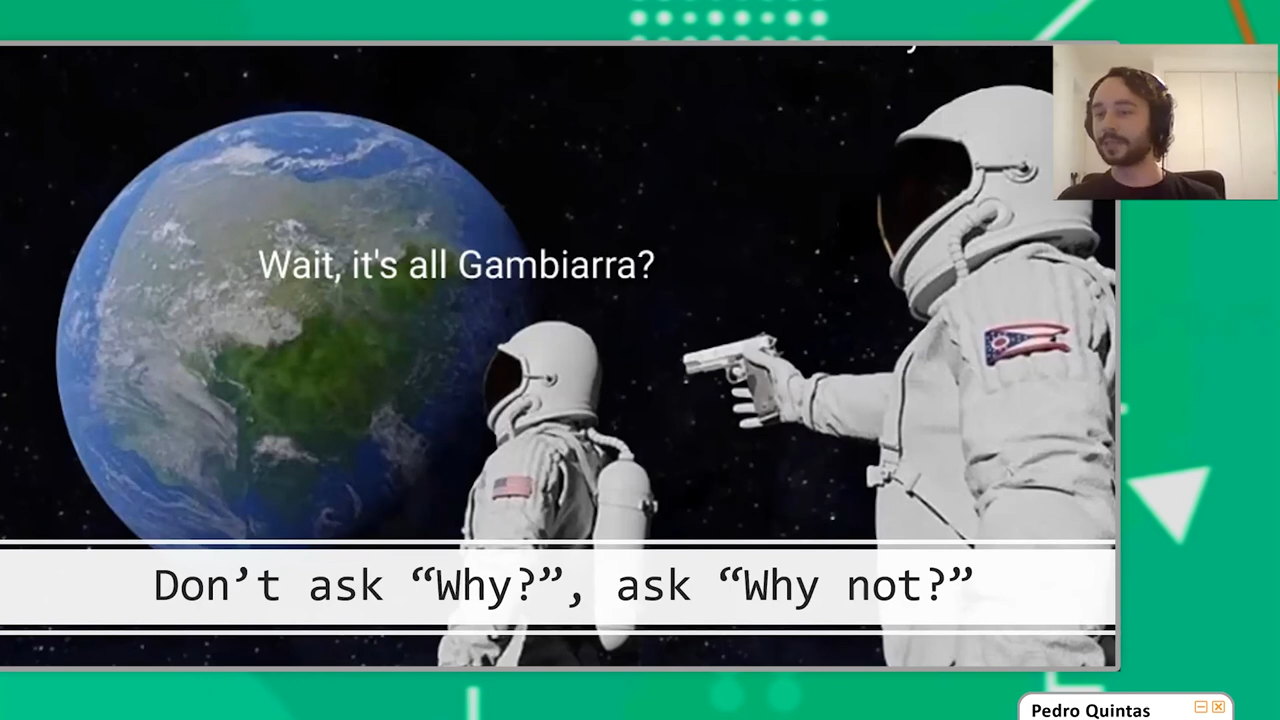 Wait, it's all Gambiarra?
Don’t ask “Why?”, ask “Why not?”
Pedro Quintas